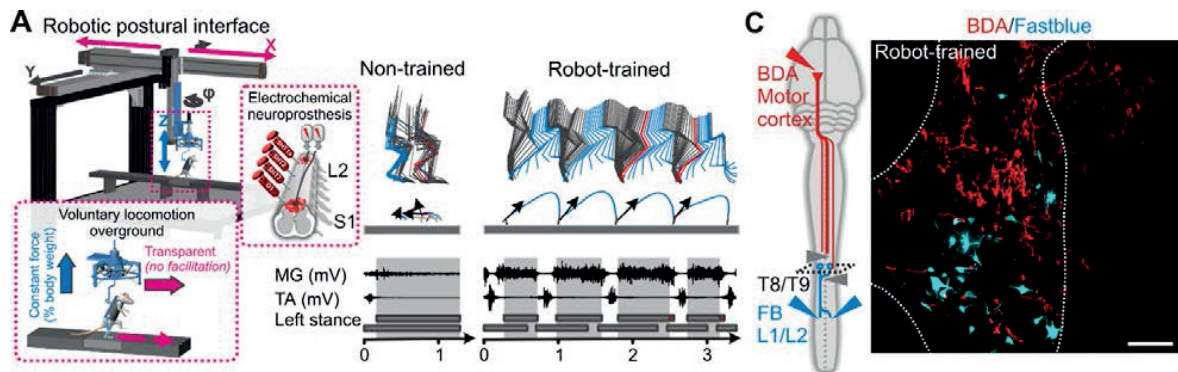 A
Robotic postural interface
X
Y
φ
Z
Electrochemical
neuroprosthesis
L2
S1
Voluntary locomotion
overground
Constant force
(% body weight)
Transparent
(no facilitation)
Non-trained
Robot-trained
MG (mV)
TA (mV)
Left stance
0 1
0 1 2 3
C
BDA
Motor
cortex
T8/T9
FB
L1/L2
BDA/Fastblue
Robot-trained